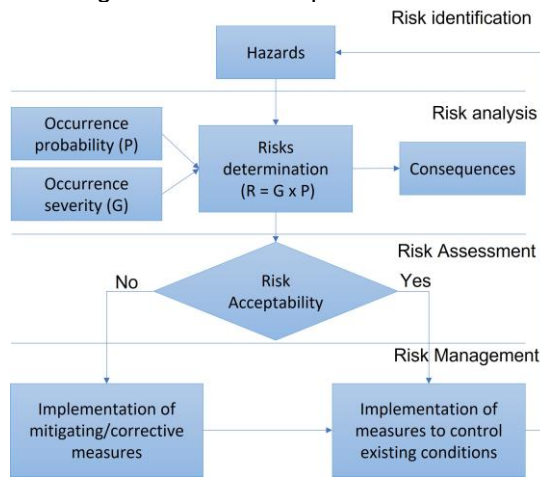 Risk identification
Hazards
Risk analysis
Occurrence
probability (P)
Occurrence
severity (G)
Risks
determination
(R = G x P)
Consequences
Risk Assessment
No
Risk
Acceptability
Yes
Risk Management
Implementation of
mitigating/corrective
measures
Implementation of
measures to control
existing conditions